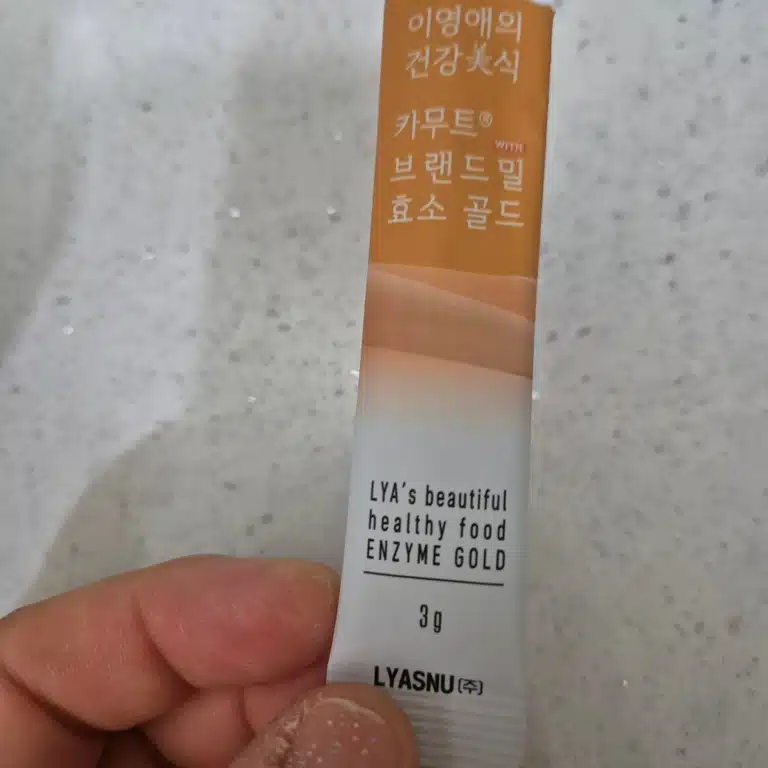 이영애의
건강美식
카무트®
WITH
브랜드밀
효소 골드
LYA's beautiful
healthy food
ENZYME GOLD
3g
LYASNU(주)